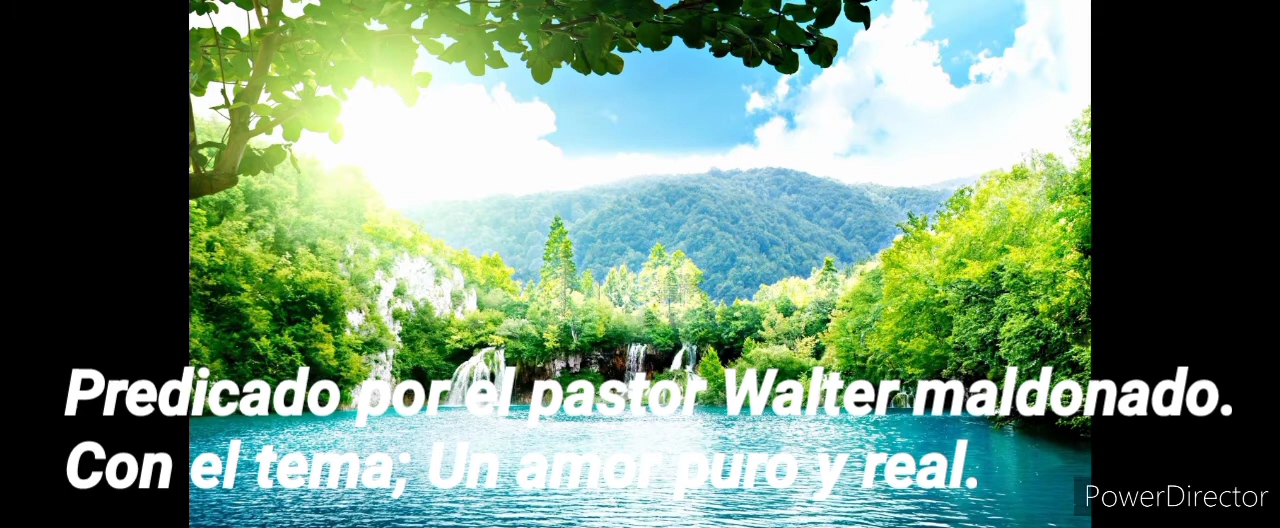 Predicado por el pastor Walter maldonado.
Con el tema; Un amor puro y real.
PowerDirector